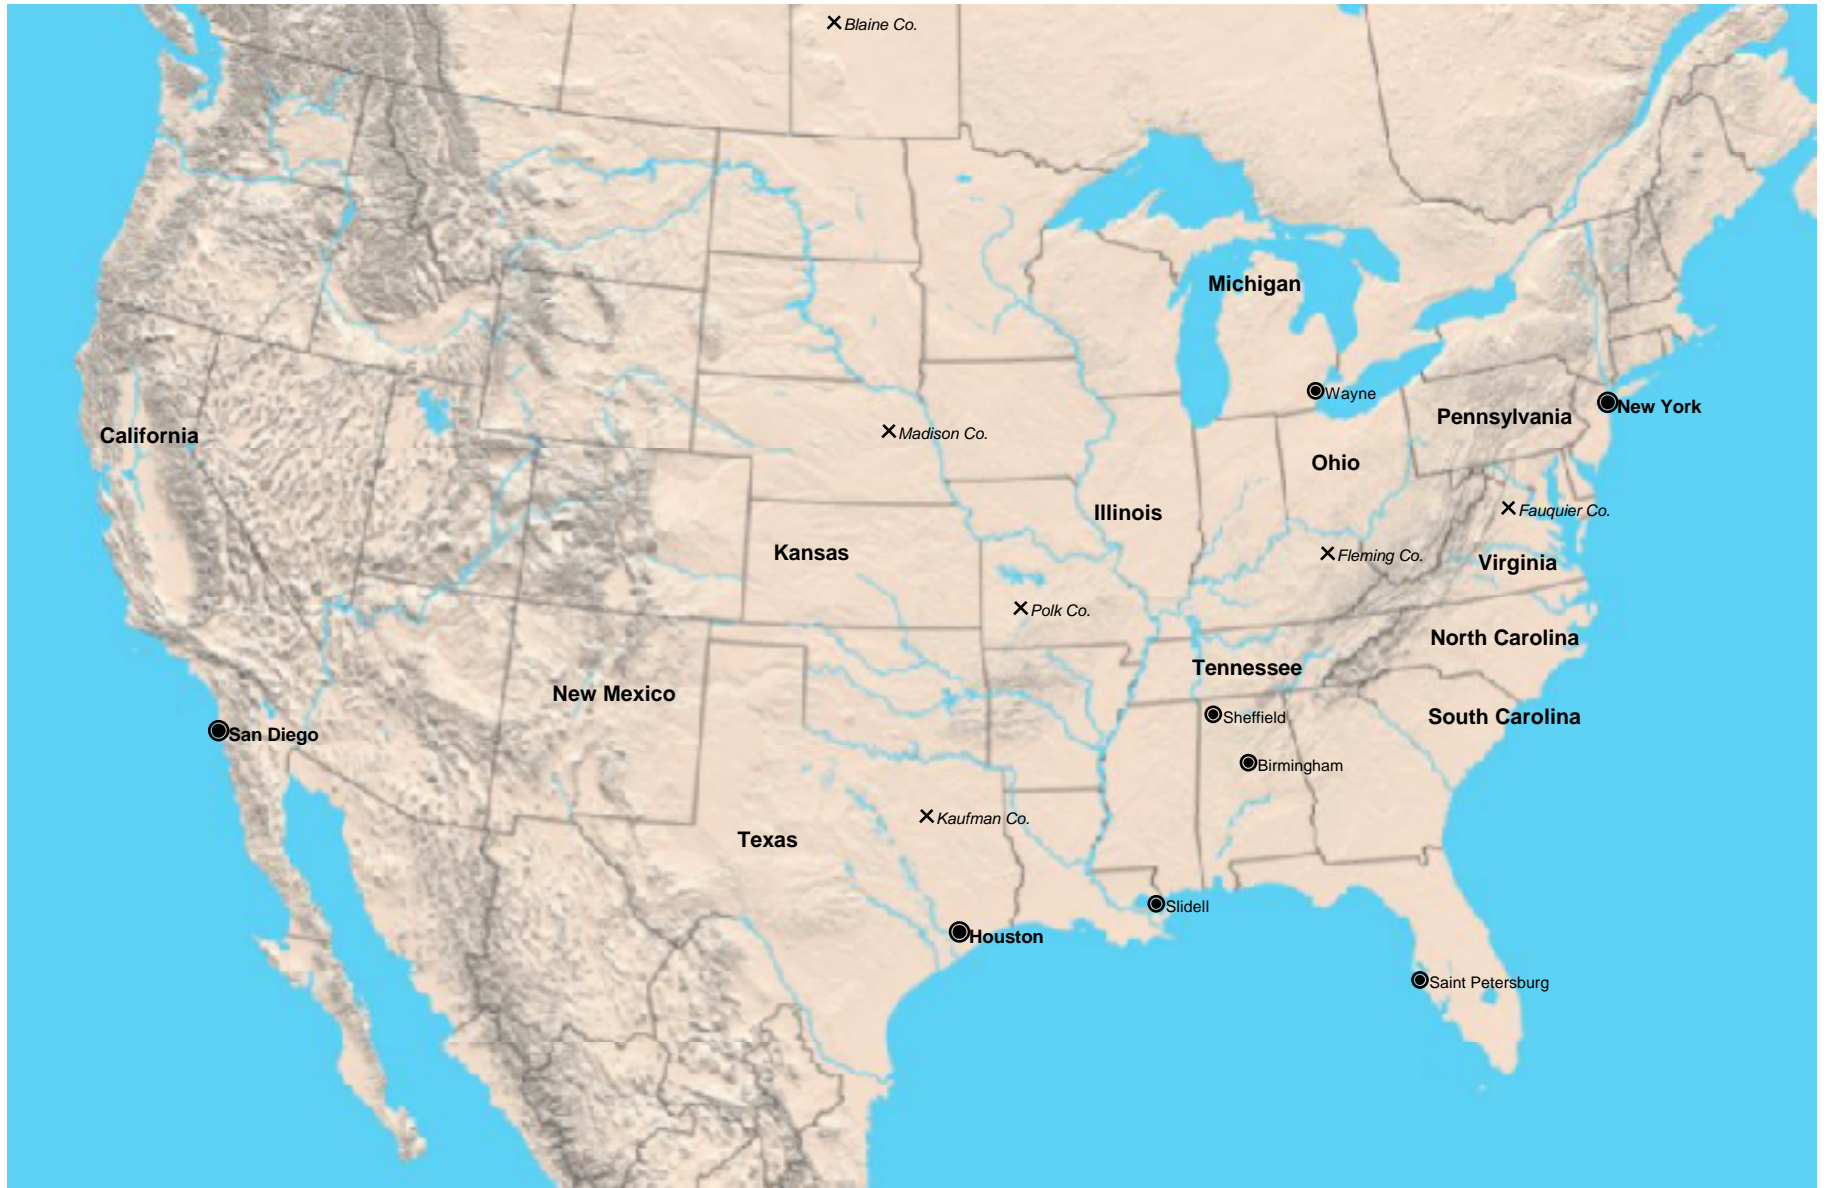 Blaine Co.
Michigan
Wayne
New York
Pennsylvania
California
Madison Co.
Ohio
Illinois
Fauquier Co.
Kansas
Fleming Co.
Virginia
Polk Co.
North Carolina
Tennessee
New Mexico
South Carolina
Sheffield
San Diego
Birmingham
Kaufman Co.
Texas
Slidell
Houston
Saint Petersburg